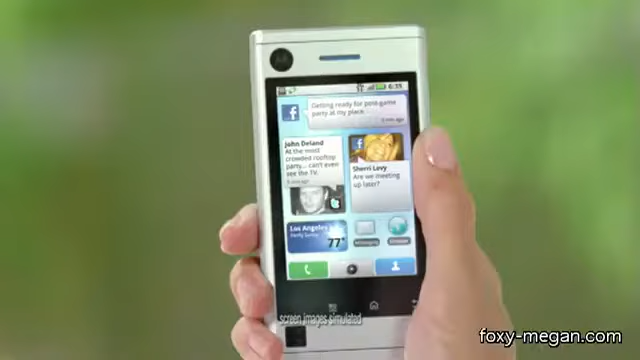 6:35
Getting ready for post-game
party at my place.
John Deland
At the most
crowded rooftop
party... can't even
see the TV.
Sherri Levy
Are we meeting
up later?
Los Angeles
77°
screen images simulated
foxy-megan.com